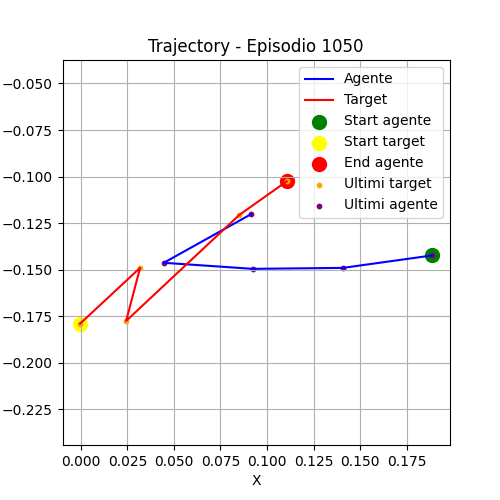 Trajectory - Episodio 1050
Agente
Target
Start agente
Start target
End agente
Ultimi target
Ultimi agente
−0.050
−0.075
−0.100
−0.125
−0.150
−0.175
−0.200
−0.225
0.000 0.025 0.050 0.075 0.100 0.125 0.150 0.175
X